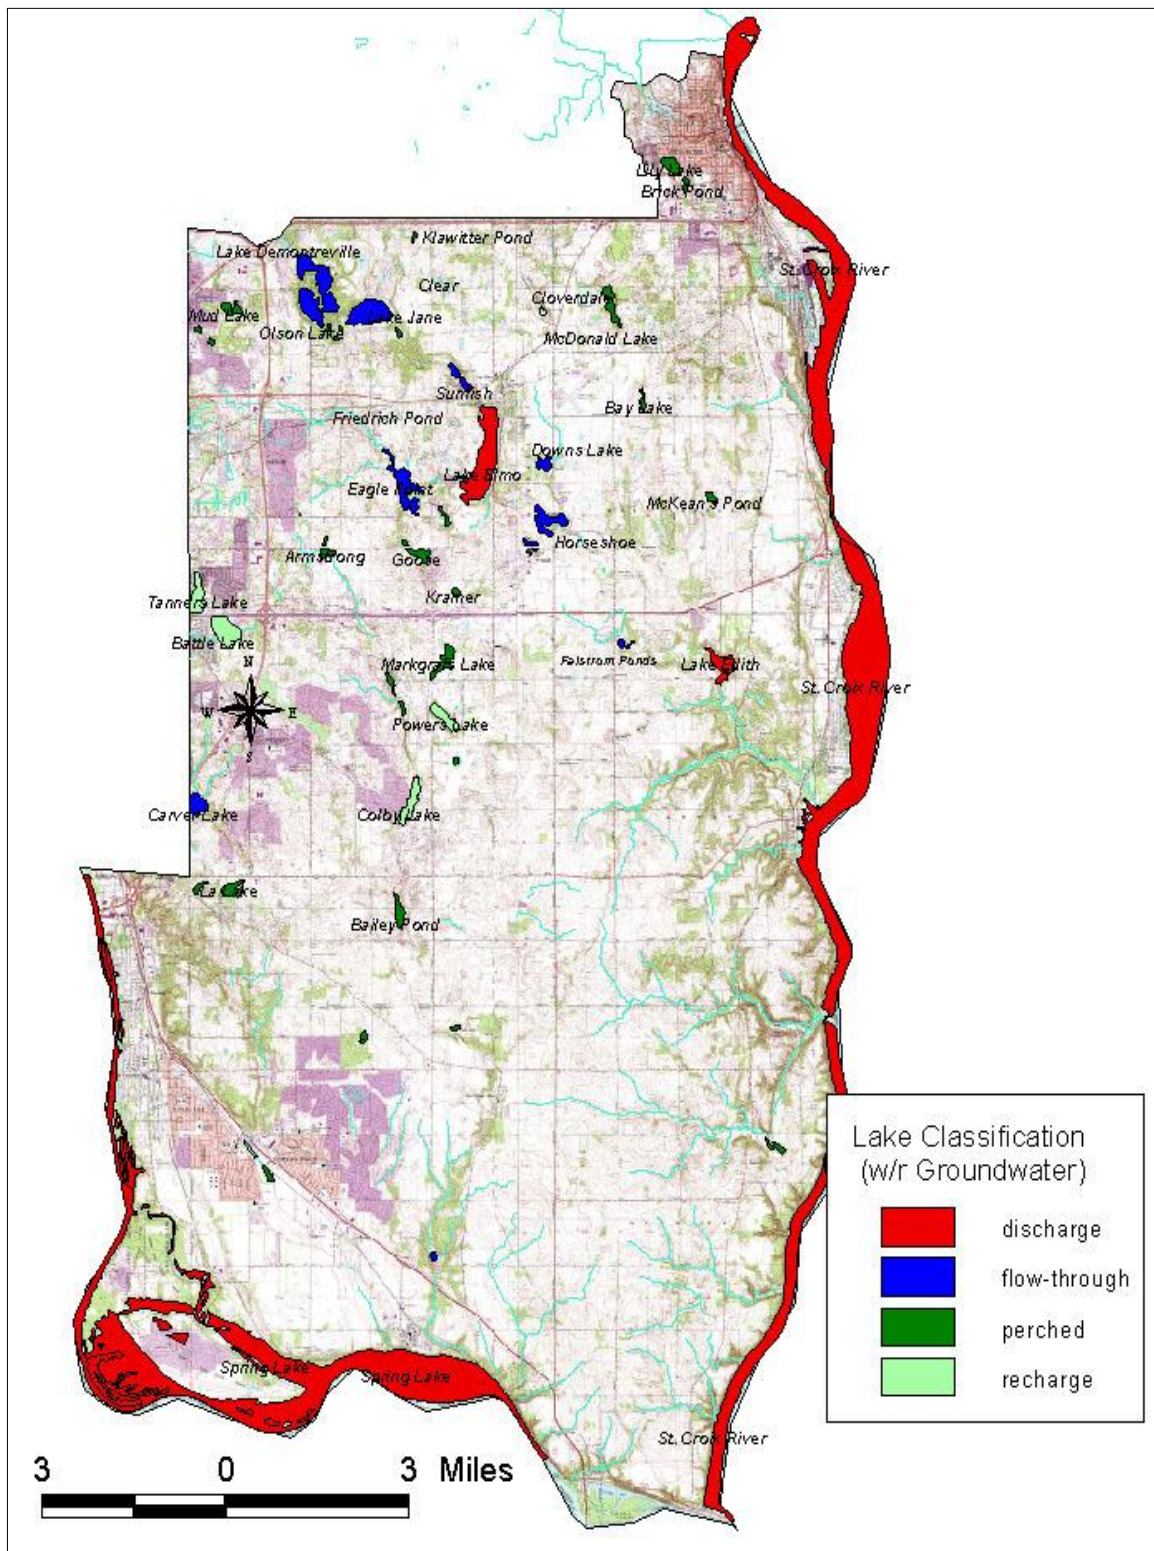 Lily Lake
Brick Pond
Klawitter Pond
Lake Demontreville
St. Croix River
Clear
Cloverdale
Mud Lake
Lake Jane
Olson Lake
McDonald Lake
Sunfish
Bay Lake
Friedrich Pond
Downs Lake
Lake Elmo
Eagle Point
McKean's Pond
Horseshoe
Armstrong
Goose
Kramer
Tanners Lake
Battle Lake
Markgrafs Lake
Falstrom Ponds
Lake Edith
N
St. Croix River
W
E
Powers Lake
S
Carver Lake
Colby Lake
La Lake
Bailey Pond
Lake Classification
(w/r Groundwater)
discharge
flow-through
perched
recharge
Spring Lake
Spring Lake
St. Croix River
3 0 3 Miles